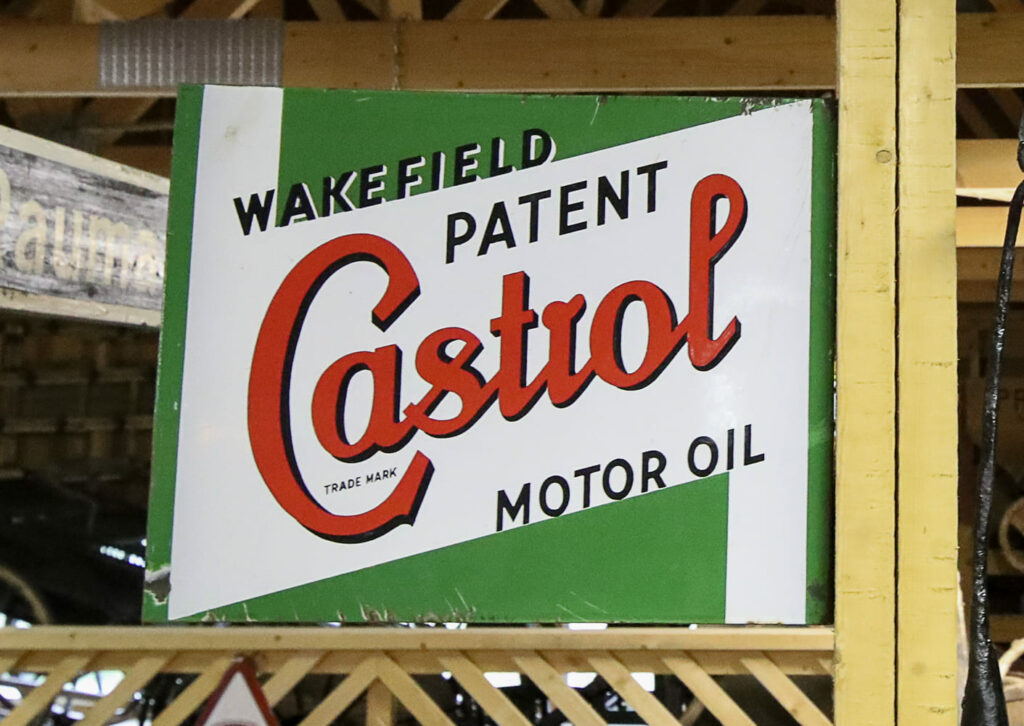 WAKEFIELD
PATENT
Castrol
TRADE MARK
MOTOR OIL